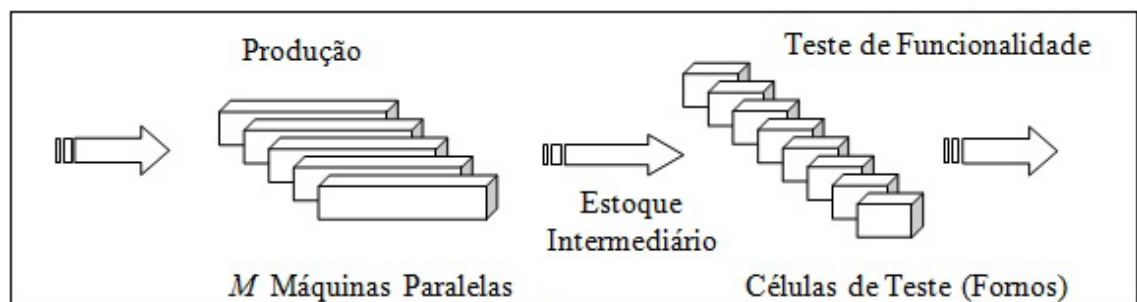 Produção
Teste de Funcionalidade
Estoque
Intermediário
M Máquinas Paralelas
Células de Teste (Fornos)